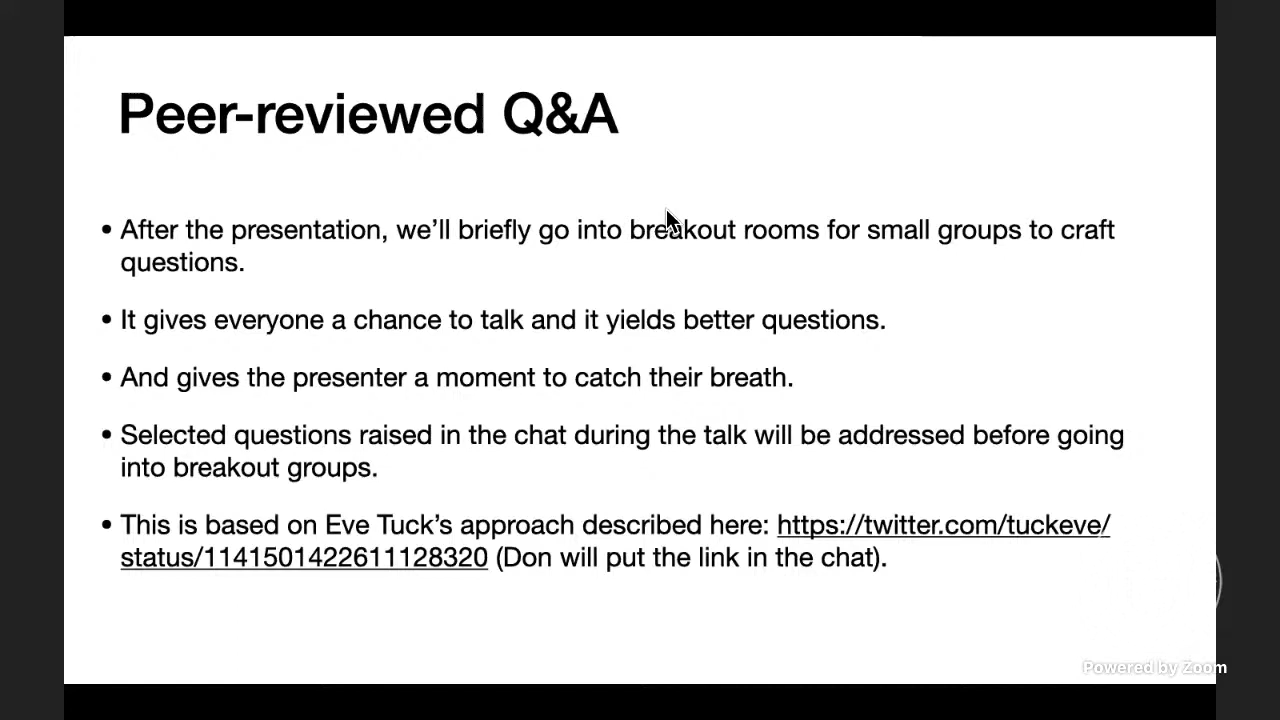 Peer-reviewed Q&A
• After the presentation, we’ll briefly go into breakout rooms for small groups to craft
questions.
• It gives everyone a chance to talk and it yields better questions.
• And gives the presenter a moment to catch their breath.
• Selected questions raised in the chat during the talk will be addressed before going
into breakout groups.
• This is based on Eve Tuck’s approach described here: https://twitter.com/tuckeve/
status/1141501422611128320 (Don will put the link in the chat).
Powered by Zoom